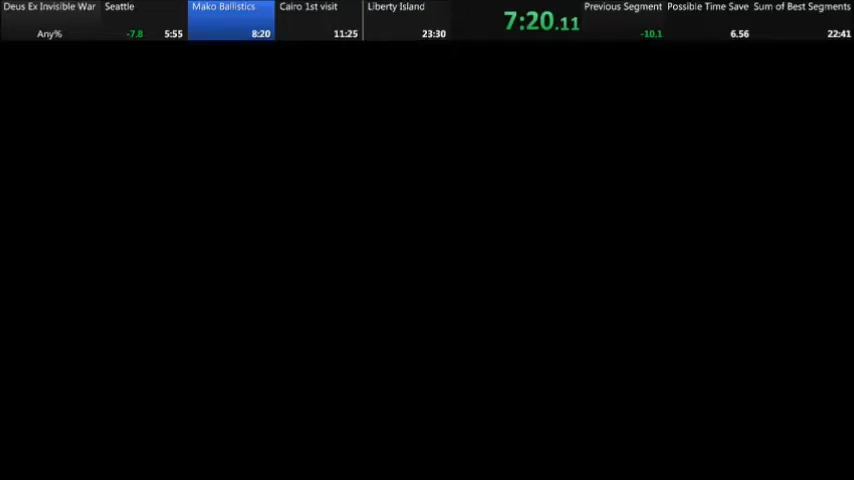 Deus Ex Invisible War
Any%
Seattle
-7.8 5:55
Mako Ballistics
8:20
Cairo 1st visit
11:25
Liberty Island
23:30
7:20.11
Previous Segment
-10.1
Possible Time Save
6.56
Sum of Best Segments
22:41